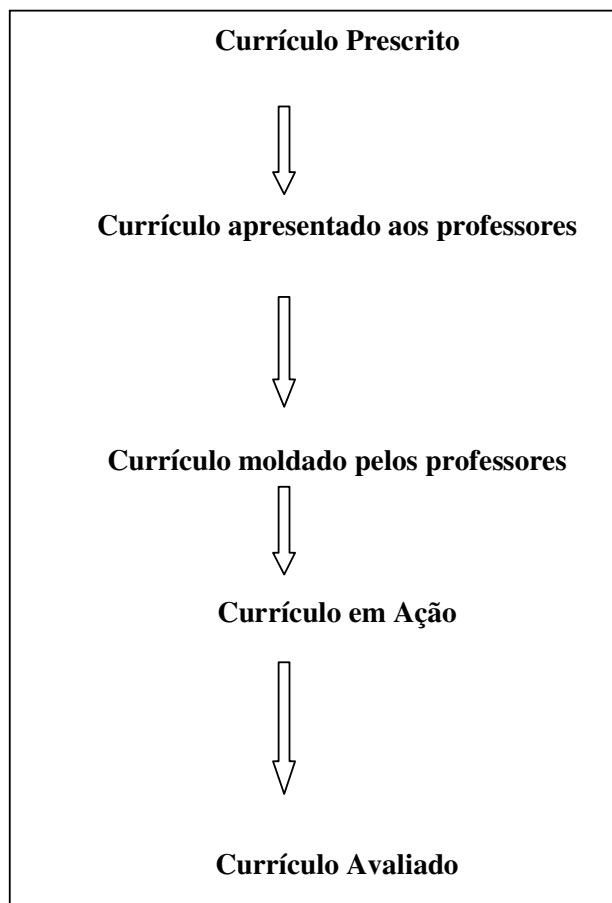 Currículo Prescrito
Currículo apresentado aos professores
Currículo moldado pelos professores
Currículo em Ação
Currículo Avaliado